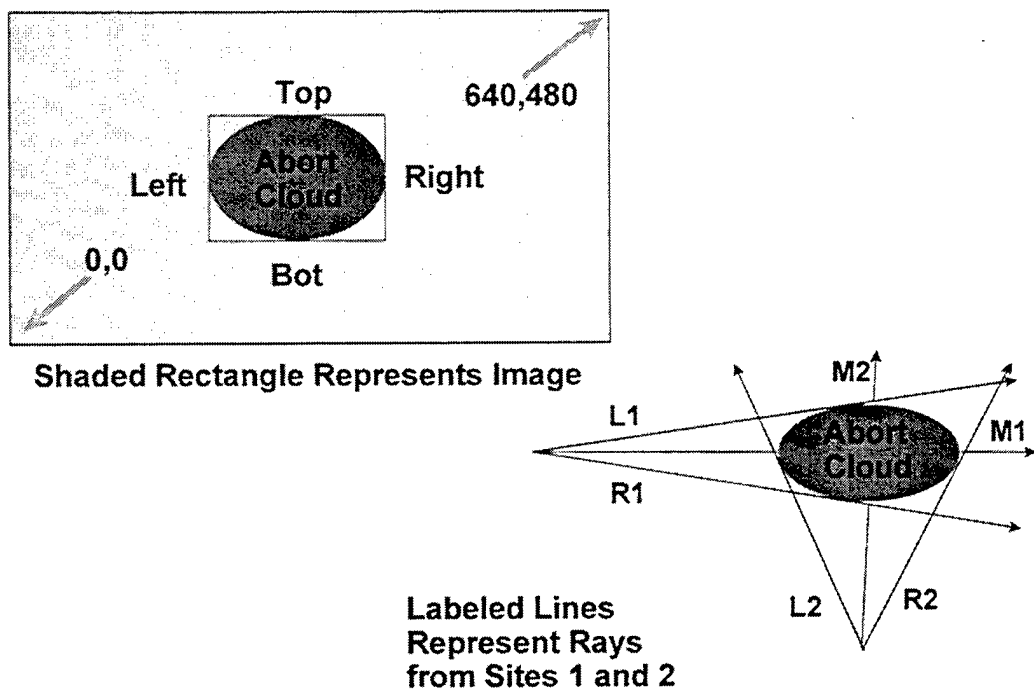 Top
640,480
Abort
Cloud
Left
Right
0,0
Bot
Shaded Rectangle Represents Image
M2
L1
Abort
Cloud
M1
R1
L2
R2
Labeled Lines
Represent Rays
from Sites 1 and 2